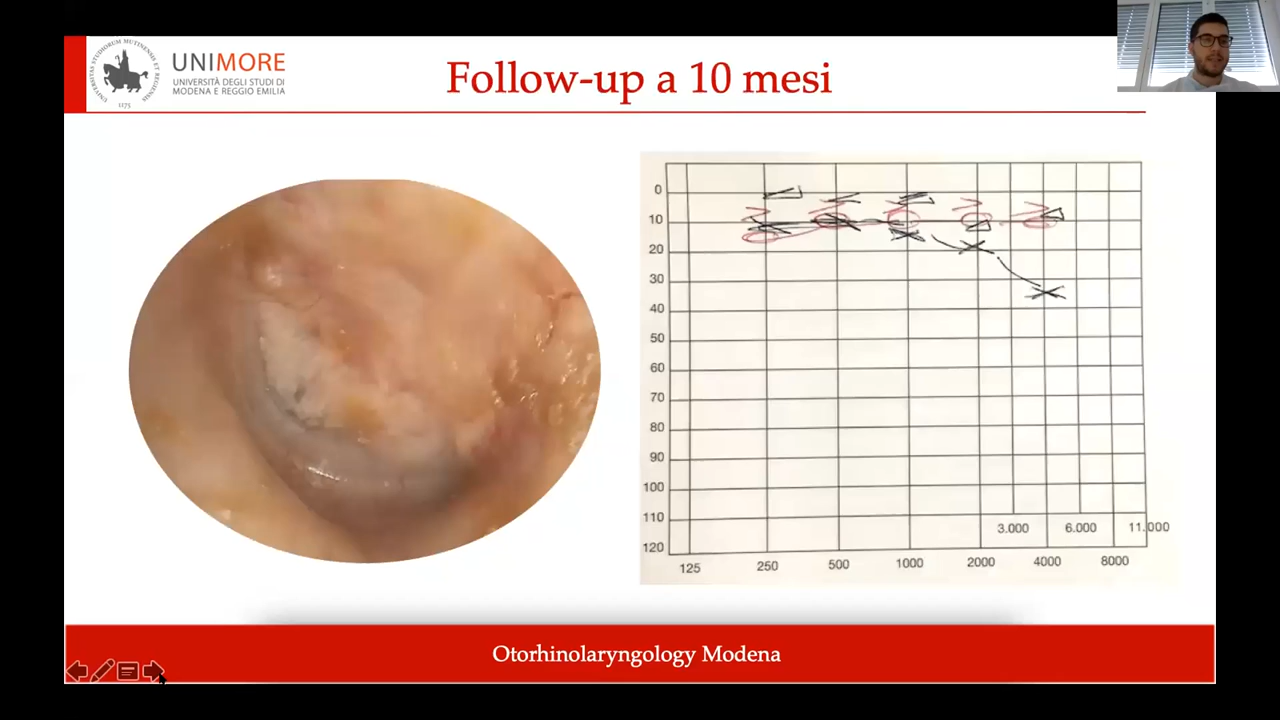 UNIMORE
UNIVERSITÀ DEGLI STUDI DI
MODENA E REGGIO EMILIA
1175
Follow-up a 10 mesi
0
10
20
30
40
50
60
70
80
90
100
110
120
3.000 6.000 11.000
125 250 500 1000 2000 4000 8000
Otorhinolaryngology Modena